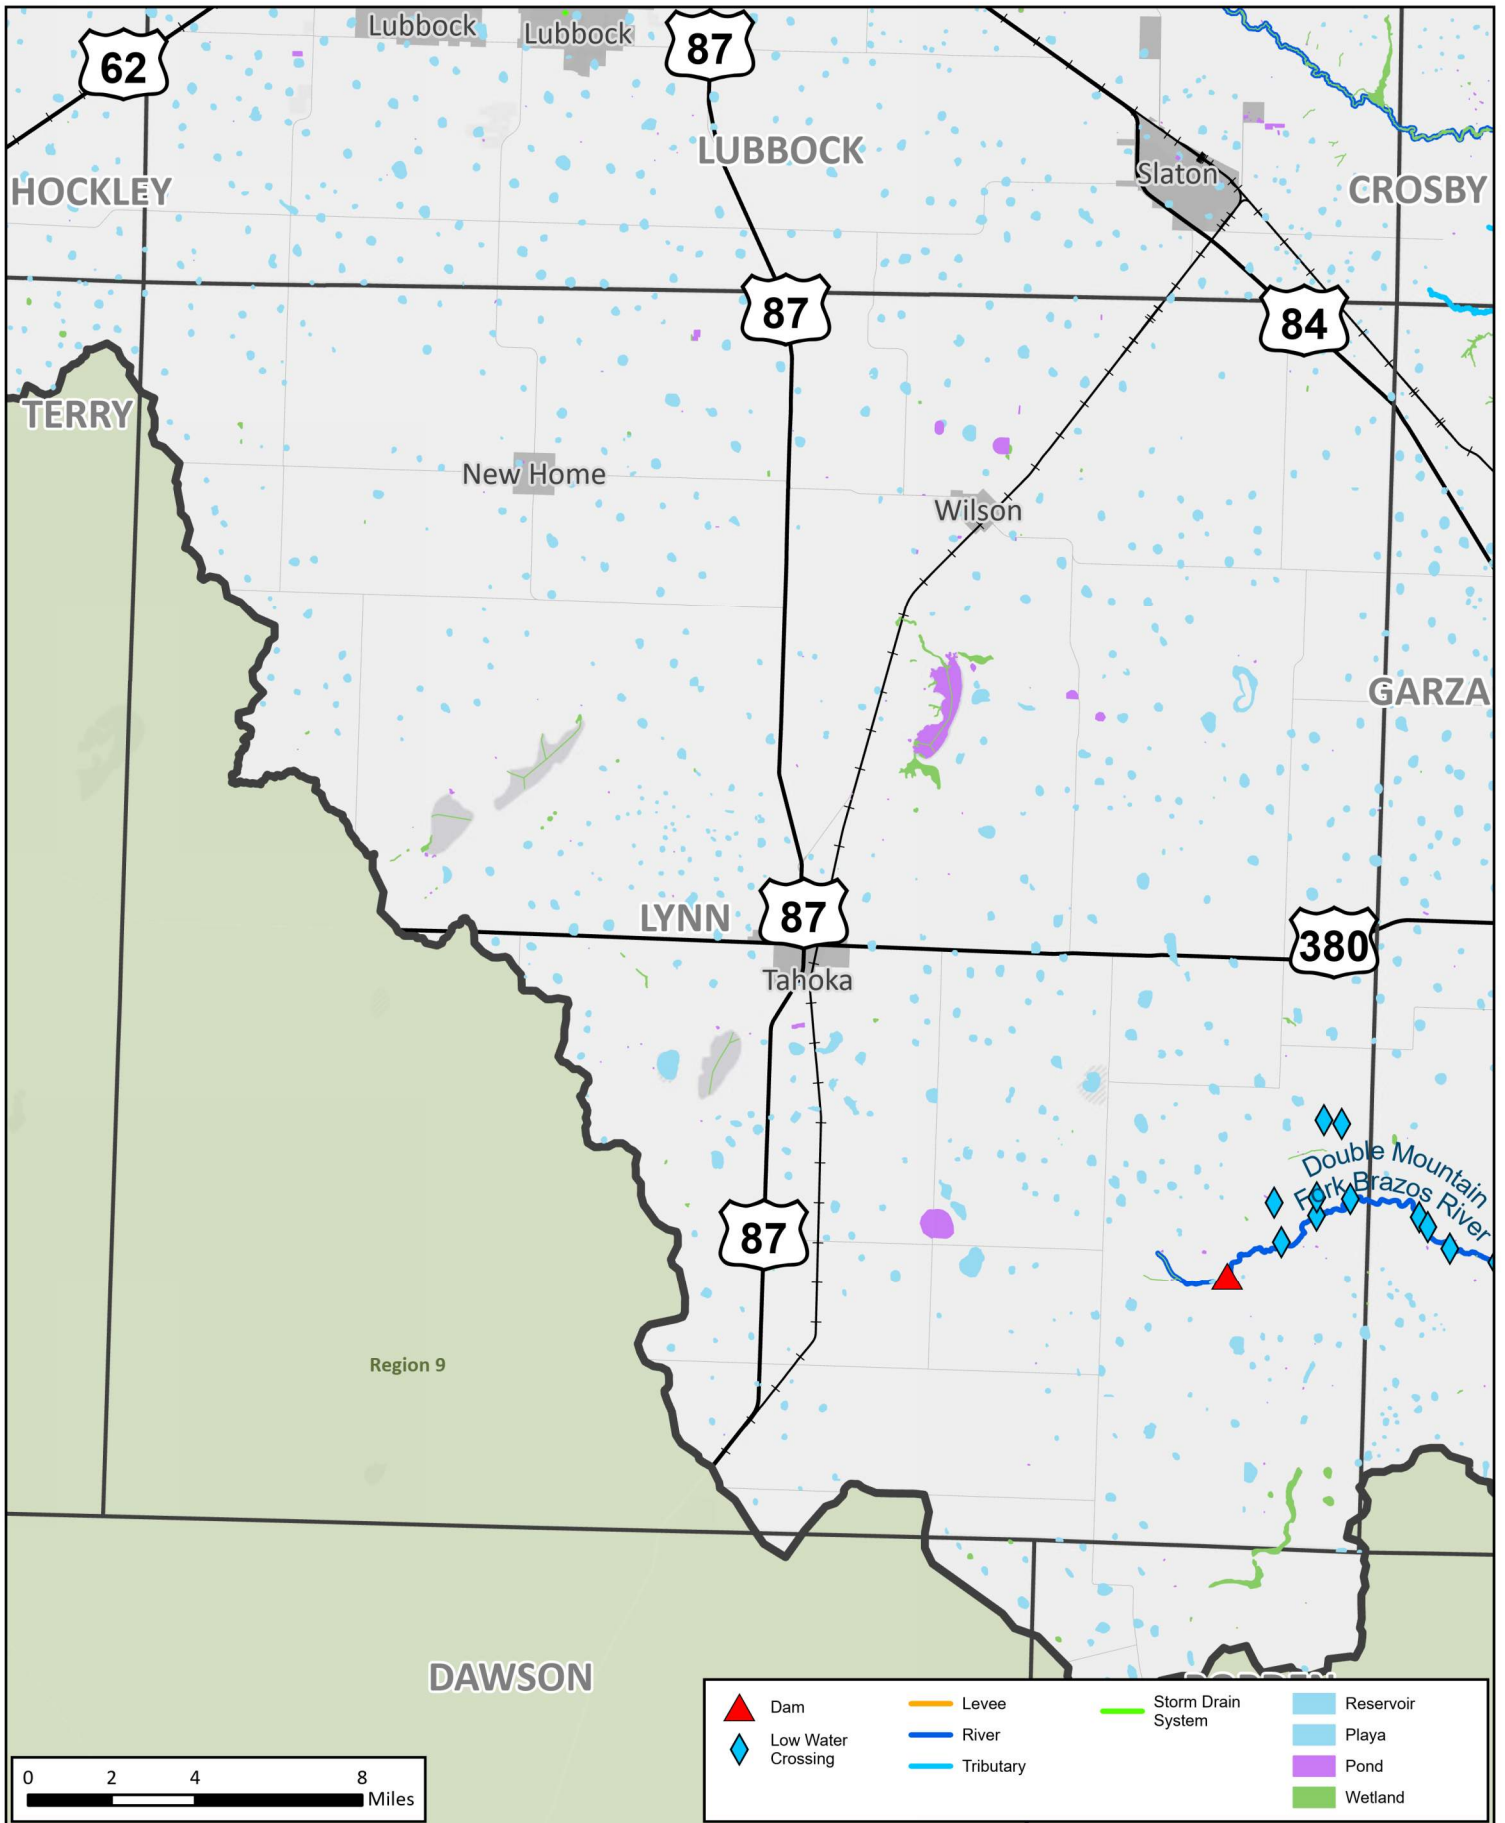 Lubbock
Lubbock
87
62
LUBBOCK
HOCKLEY
Slaton
CROSBY
87
84
TERRY
New Home
Wilson
GARZA
LYNN
87
380
Tahoka
Double Mountain
Fork Brazos River
87
Region 9
DAWSON
Dam
Low Water
Crossing
Levee
River
Tributary
Storm Drain
System
Reservoir
Playa
Pond
Wetland
0 2 4 8
Miles